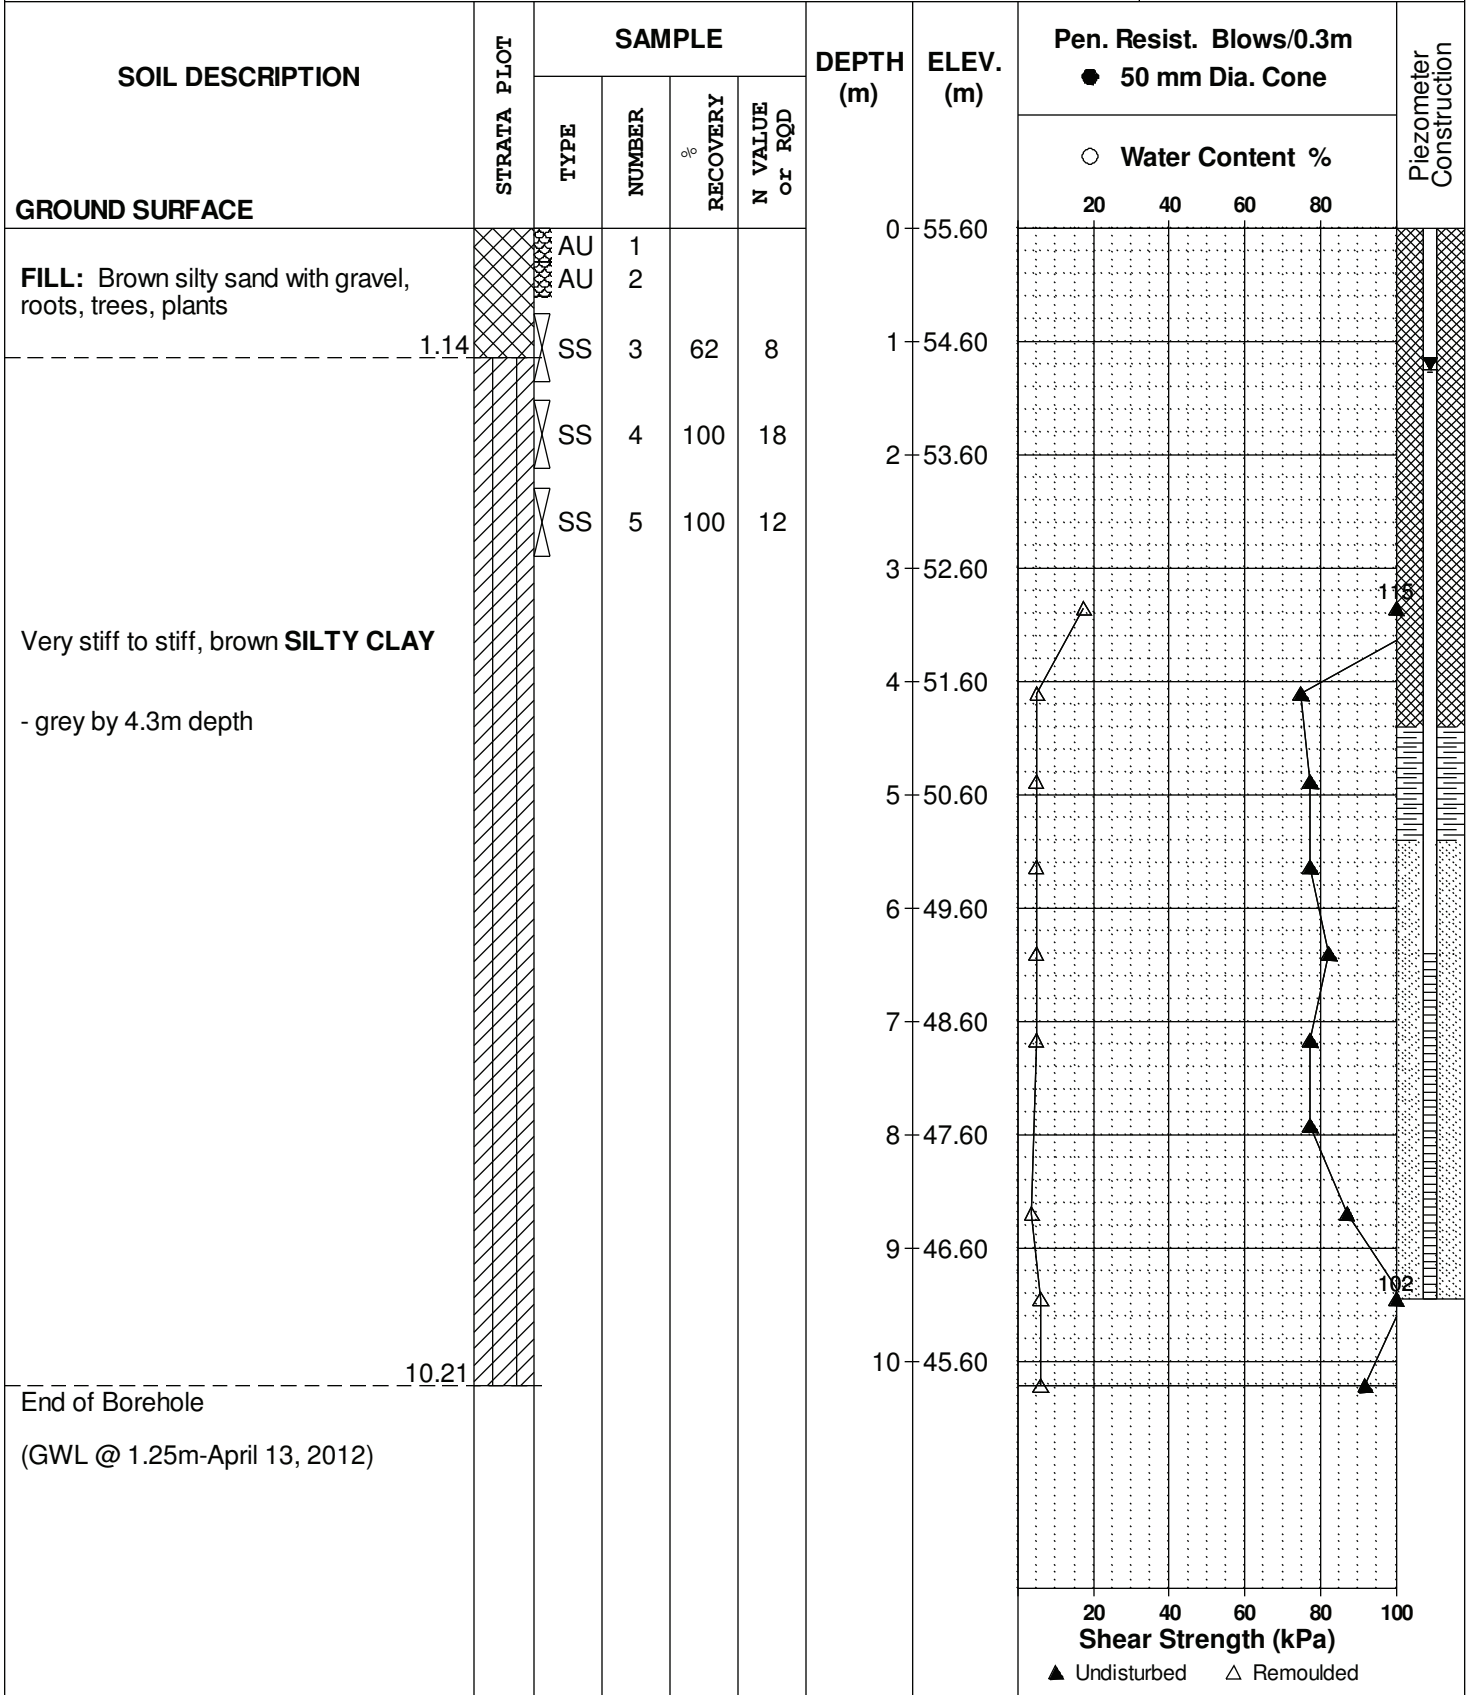 SOIL DESCRIPTION
GROUND SURFACE
STRATA PLOT
SAMPLE
TYPE
NUMBER
%
RECOVERY
N VALUE
or RQD
DEPTH
(m)
ELEV.
(m)
Pen. Resist. Blows/0.3m
● 50 mm Dia. Cone
○ Water Content %
20 40 60 80
Piezometer
Construction
0 55.60
AU 1
FILL: Brown silty sand with gravel,
roots, trees, plants
AU 2
1.14
SS 3 62 8
1 54.60
SS 4 100 18
2 53.60
SS 5 100 12
3 52.60
115
Very stiff to stiff, brown SILTY CLAY
4 51.60
- grey by 4.3m depth
5 50.60
6 49.60
7 48.60
8 47.60
9 46.60
102
10 45.60
10.21
End of Borehole
(GWL @ 1.25m-April 13, 2012)
20 40 60 80 100
Shear Strength (kPa)
▲ Undisturbed △ Remoulded